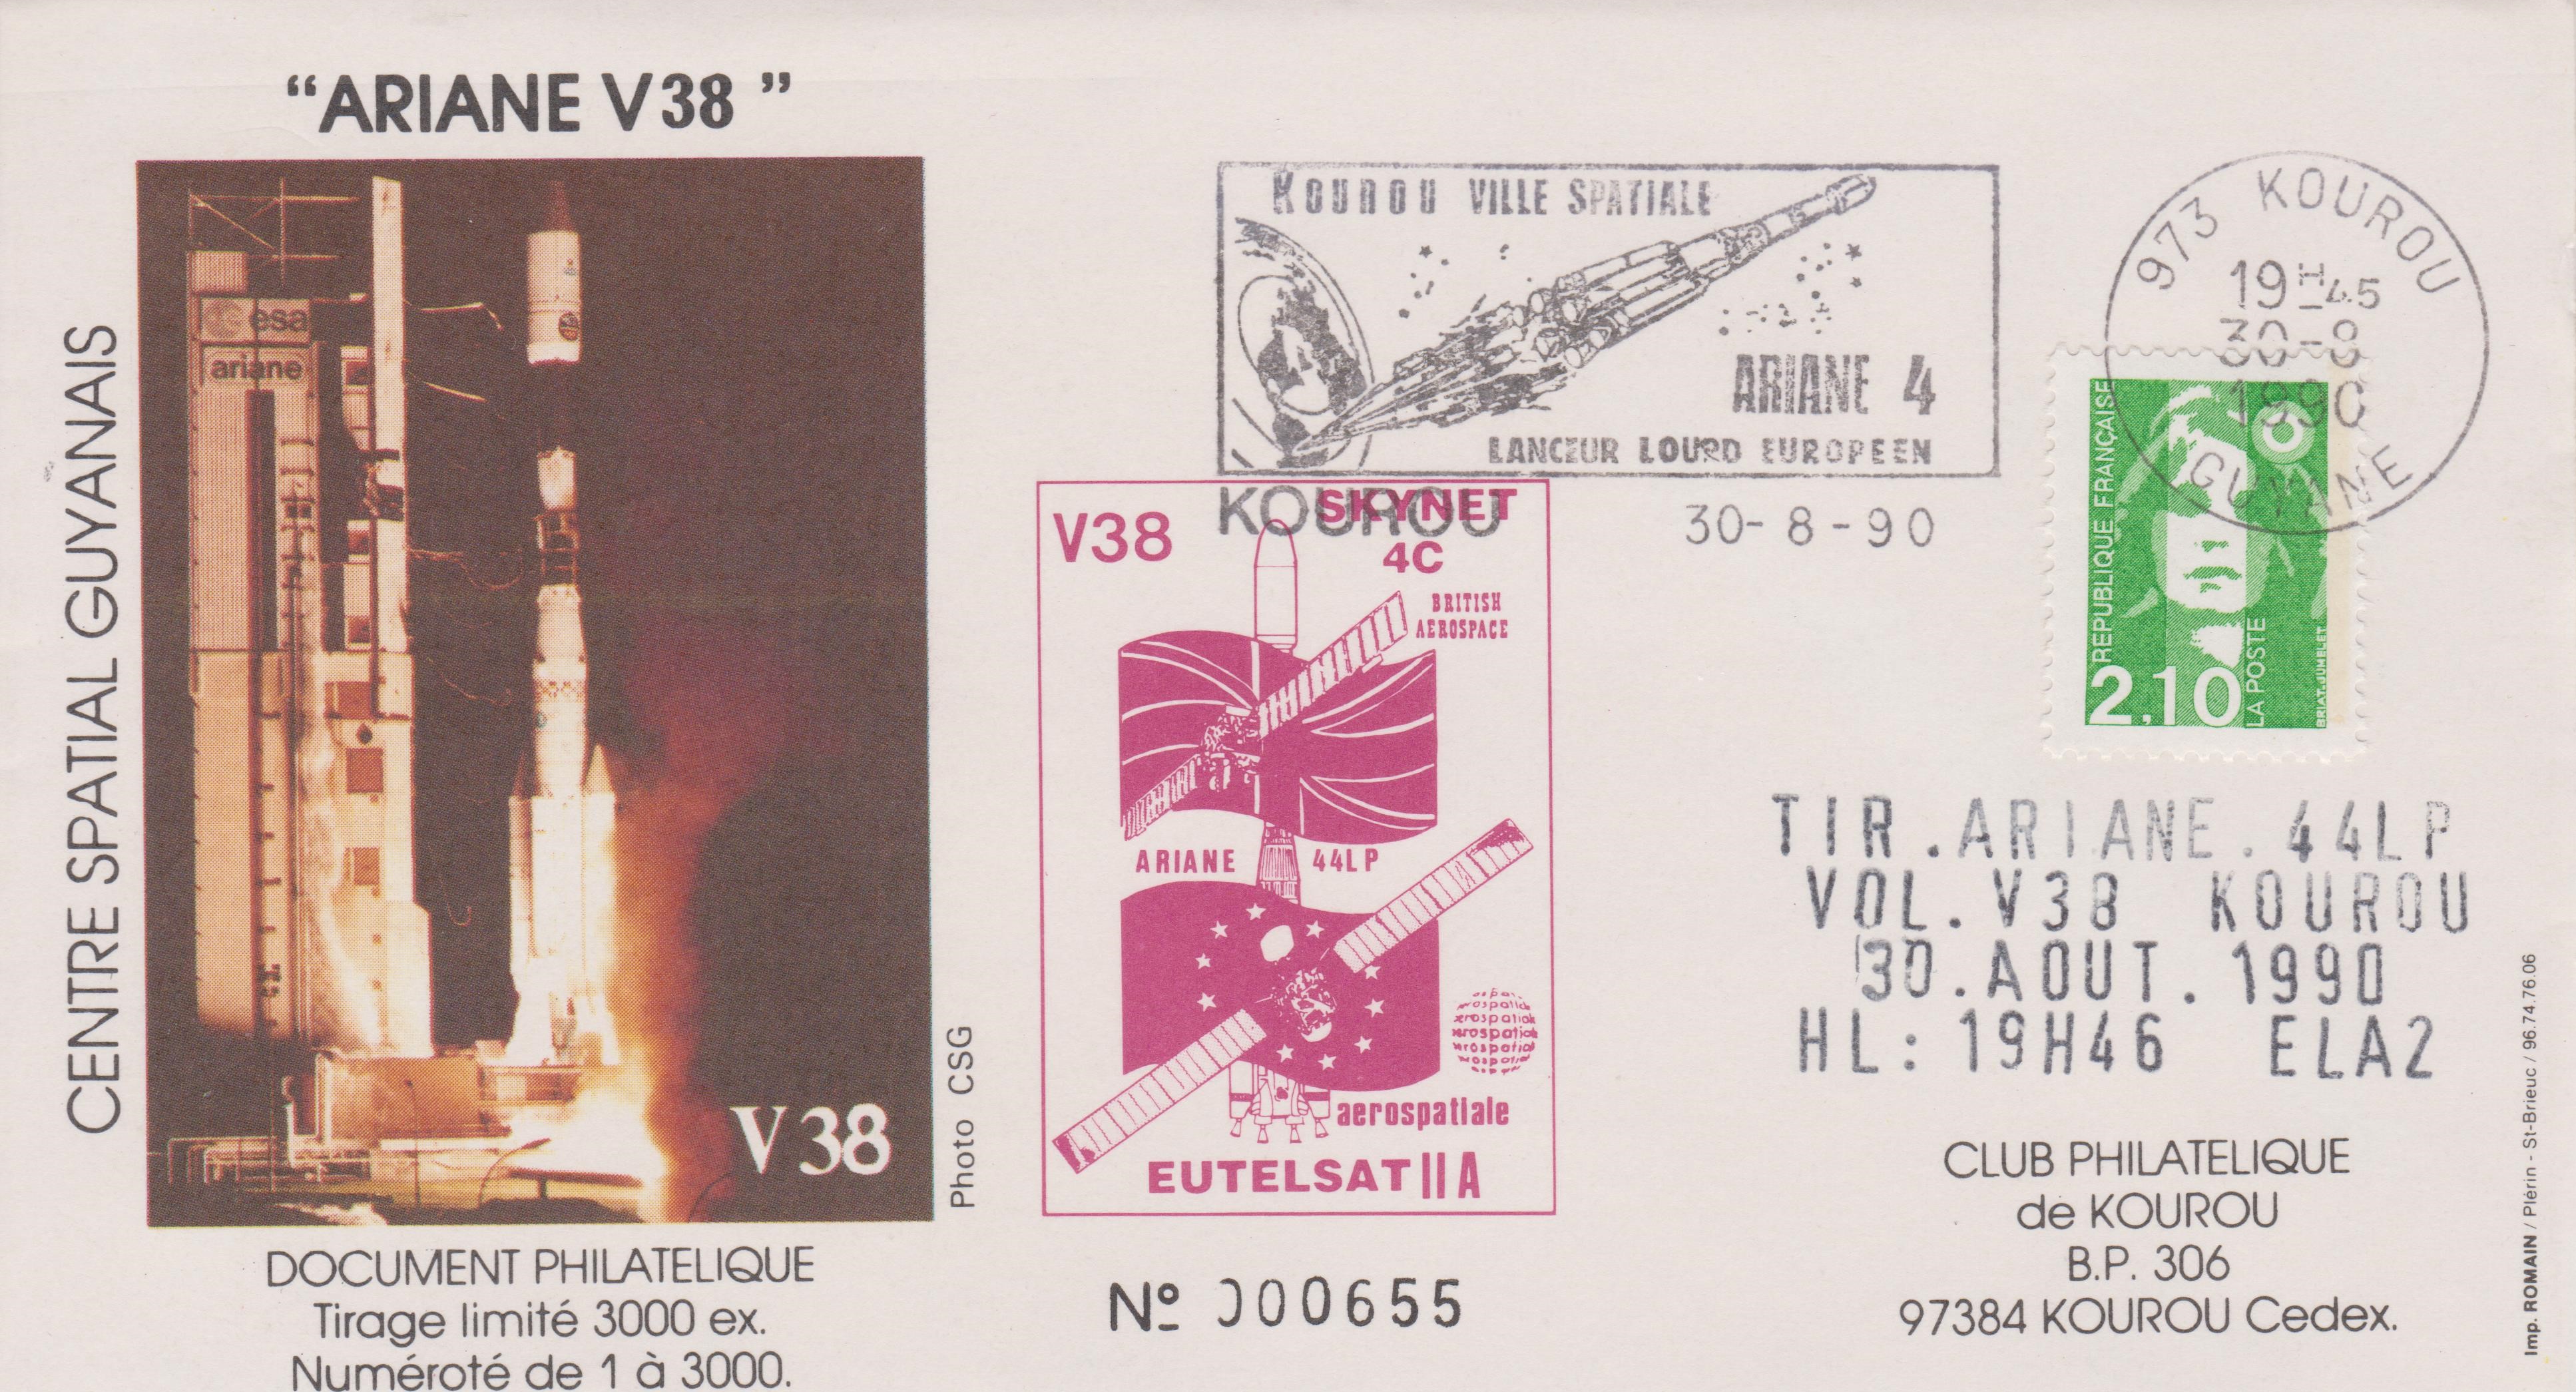 "ARIANE V38"
CENTRE SPATIAL GUYANAIS
esa
ariane
V38
Photo CSG
DOCUMENT PHILATELIQUE
Tirage limité 3000 ex.
Numéroté de 1 à 3000.
KOUROU VILLE SPATIALE
ARIANE 4
LANCEUR LOURD EUROPEEN
KOUROU
30-8-90
973 KOUROU
19H45
30-8
1990
GUYANE
REPUBLIQUE FRANÇAISE
2,10
LA POSTE
BRIAT.JUMELET
V38
SKYNET
4C
BRITISH
AEROSPACE
ARIANE 44LP
aerospatiale
EUTELSAT II A
Nº 000655
TIR.ARIANE.44LP
VOL.V38 KOUROU
30.AOUT.1990
HL:19H46 ELA2
CLUB PHILATELIQUE
de KOUROU
B.P. 306
97384 KOUROU Cedex.
Imp. ROMAIN / Plérin - St-Brieuc / 96.74.76.06